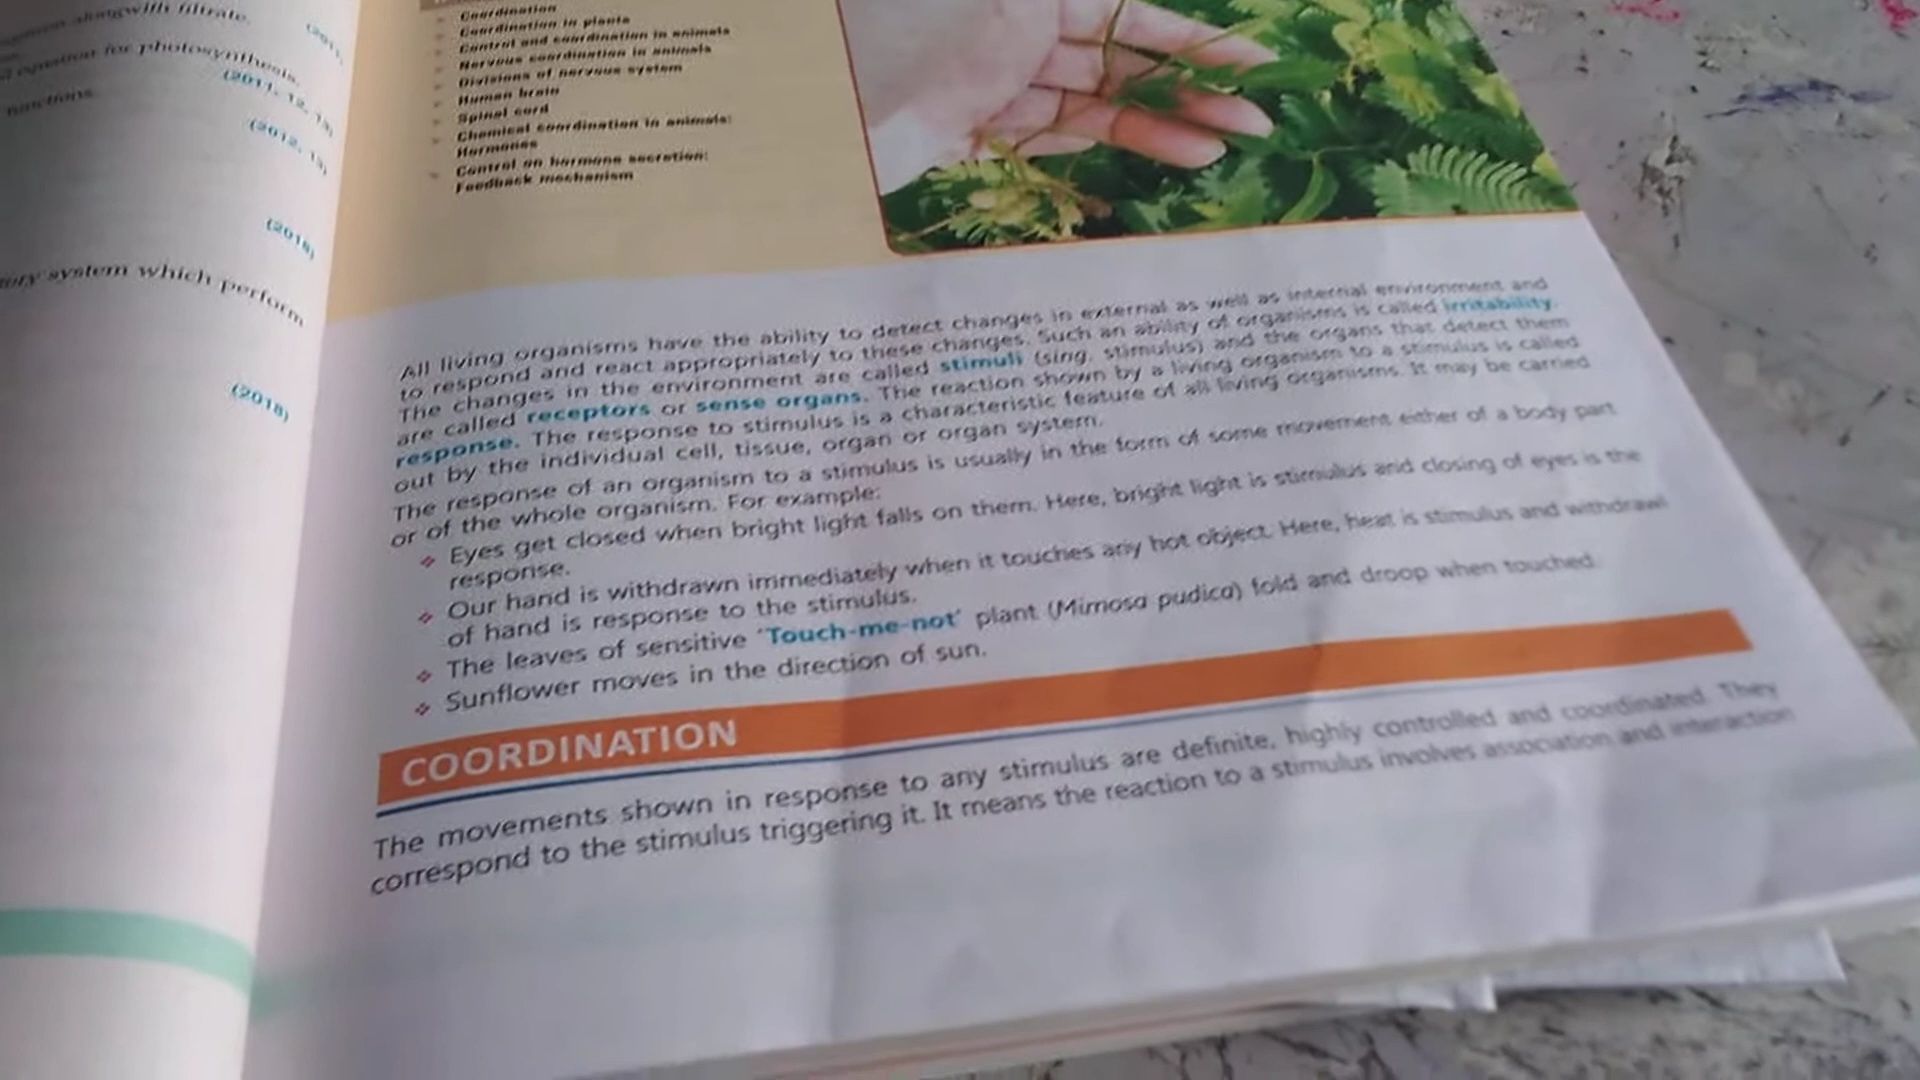 alongwith filtrate.
equation for photosynthesis.
(2011, 12, 13)
functions.
(2012, 13)
(2018)
system which perform
(2018)
Coordination
Coordination in plants
Control and coordination in animals
Nervous coordination in animals
Divisions of nervous system
Human brain
Spinal cord
Chemical coordination in animals:
Hormones
Control on hormone secretion:
Feedback mechanism
All living organisms have the ability to detect changes in external as well as internal environment and
to respond and react appropriately to these changes. Such an ability of organisms is called irritability.
The changes in the environment are called stimuli (sing. stimulus) and the organs that detect them
are called receptors or sense organs. The reaction shown by a living organism to a stimulus is called
response. The response to stimulus is a characteristic feature of all living organisms. It may be carried
out by the individual cell, tissue, organ or organ system.
The response of an organism to a stimulus is usually in the form of some movement either of a body part
or of the whole organism. For example:
❖ Eyes get closed when bright light falls on them. Here, bright light is stimulus and closing of eyes is the
response.
❖ Our hand is withdrawn immediately when it touches any hot object. Here, heat is stimulus and withdrawl
of hand is response to the stimulus.
❖ The leaves of sensitive 'Touch-me-not' plant (Mimosa pudica) fold and droop when touched.
❖ Sunflower moves in the direction of sun.
COORDINATION
The movements shown in response to any stimulus are definite, highly controlled and coordinated. They
correspond to the stimulus triggering it. It means the reaction to a stimulus involves association and interaction